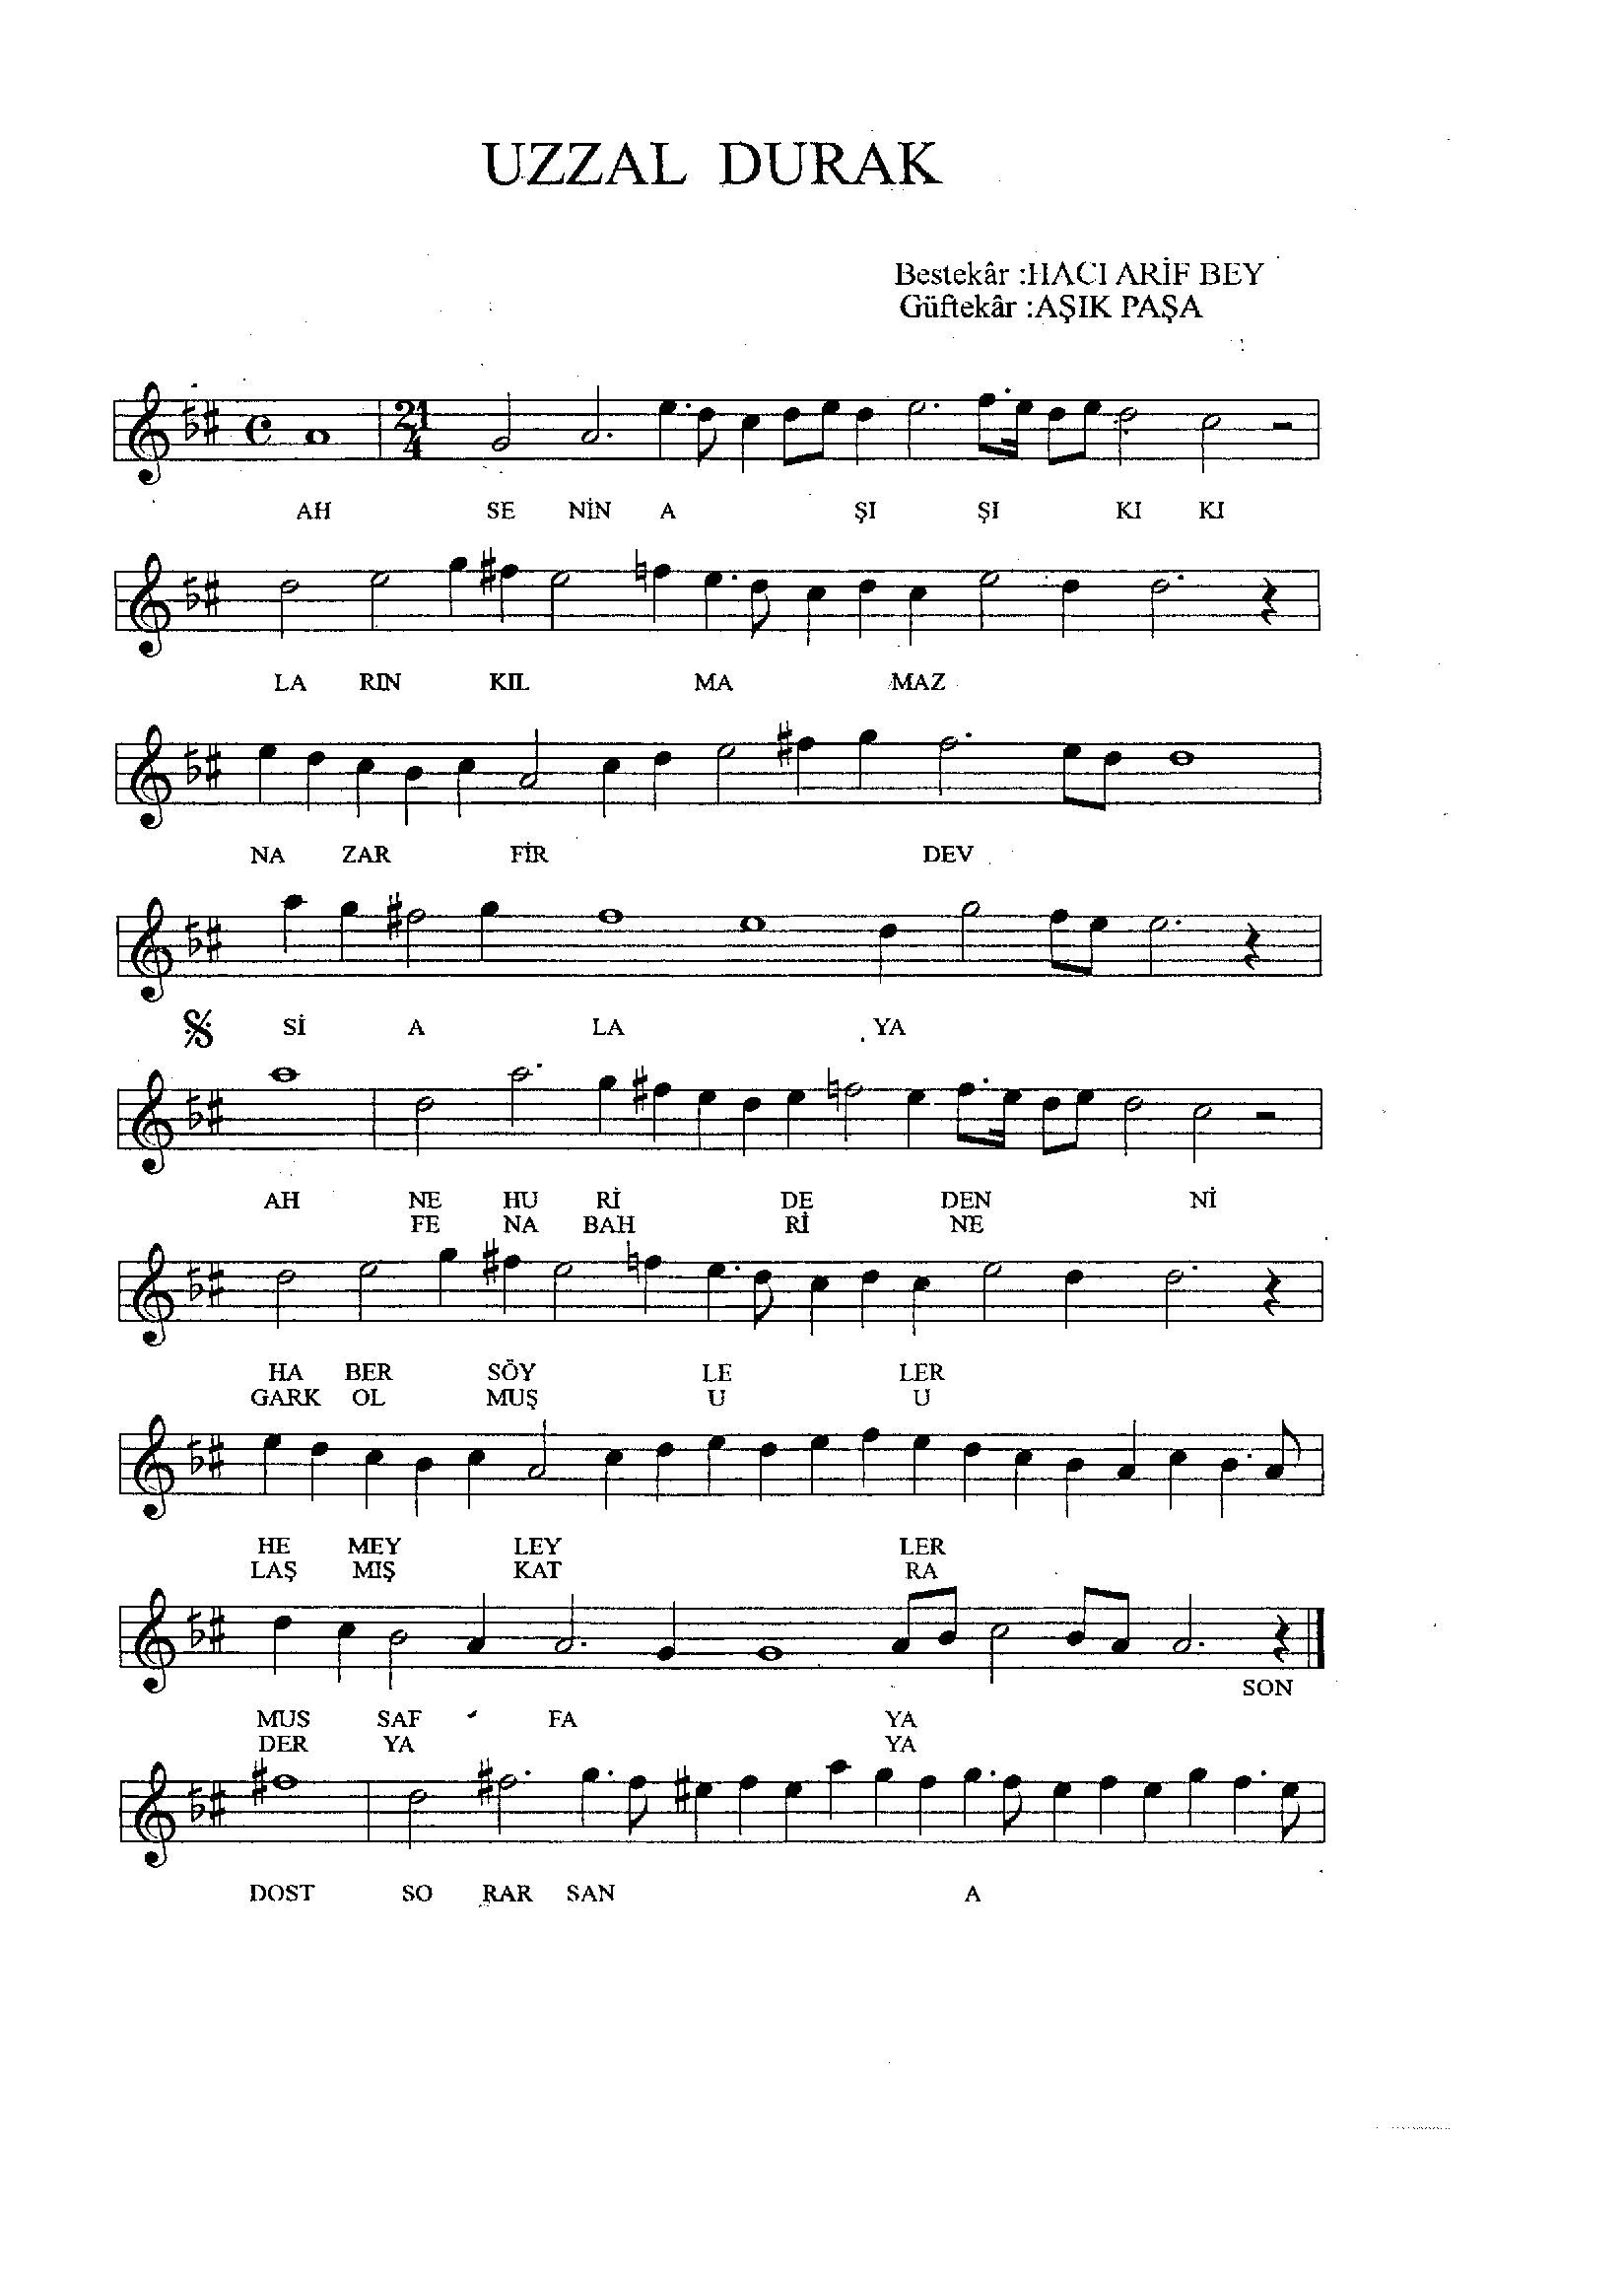 UZZAL DURAK
Bestekâr :HACI ARİF BEY
Güftekâr :AŞIK PAŞA
21
4
AH SE NİN A ŞI ŞI KI KI
LA RIN KIL MA MAZ
NA ZAR FİR DEV
Sİ A LA YA
AH NE HU Rİ DE DEN Nİ
FE NA BAH Rİ NE
HA BER SÖY LE LER
GARK OL MUŞ U U
HE MEY LEY LER
LAŞ MIŞ KAT RA
SON
MUS SAF FA YA
DER YA YA
DOST SO RAR SAN A